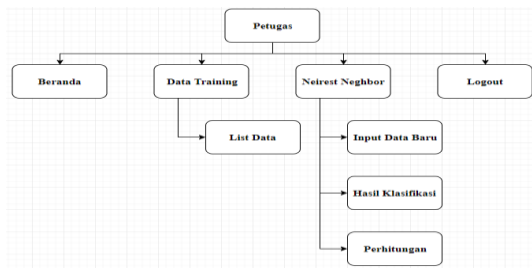 Petugas
Beranda
Data Training
Neirest Neghbor
Logout
List Data
Input Data Baru
Hasil Klasifikasi
Perhitungan